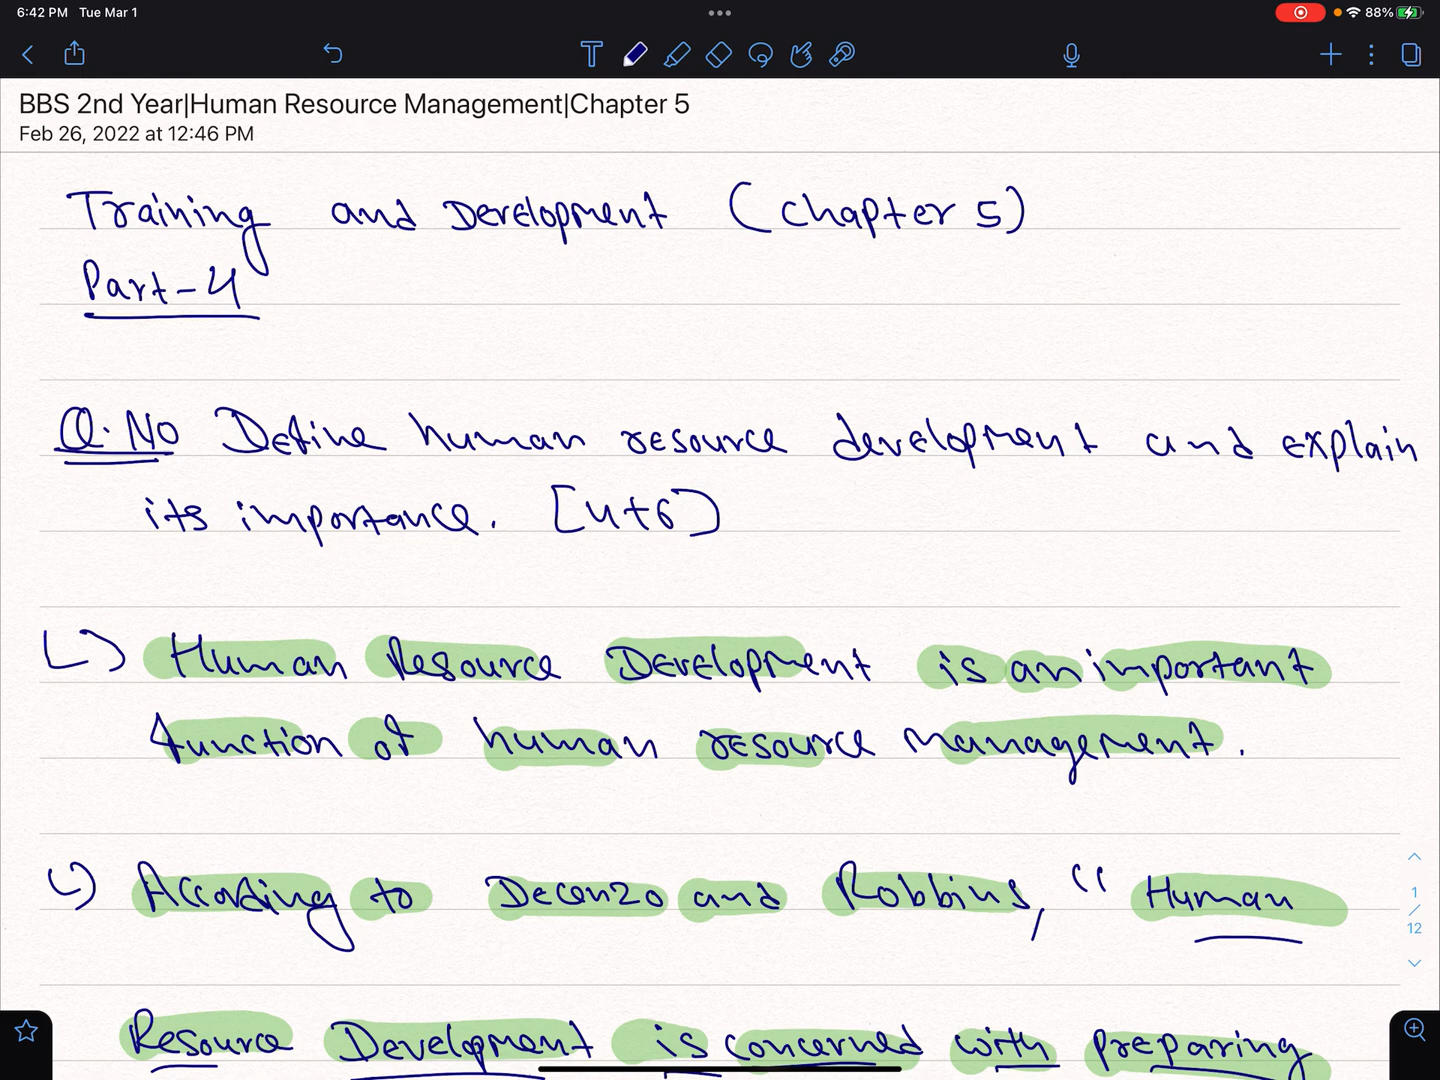 6:42 PM Tue Mar 1
88%
BBS 2nd Year|Human Resource Management|Chapter 5
Feb 26, 2022 at 12:46 PM
Training and Development (Chapter 5)
Part-4
Q.No Define human resource development and explain
its importance. [4+6]
Human Resource Development is an important
function of human resource management.
According to Decenzo and Robbins, "Human
1
/
12
Resource Development is concerned with preparing